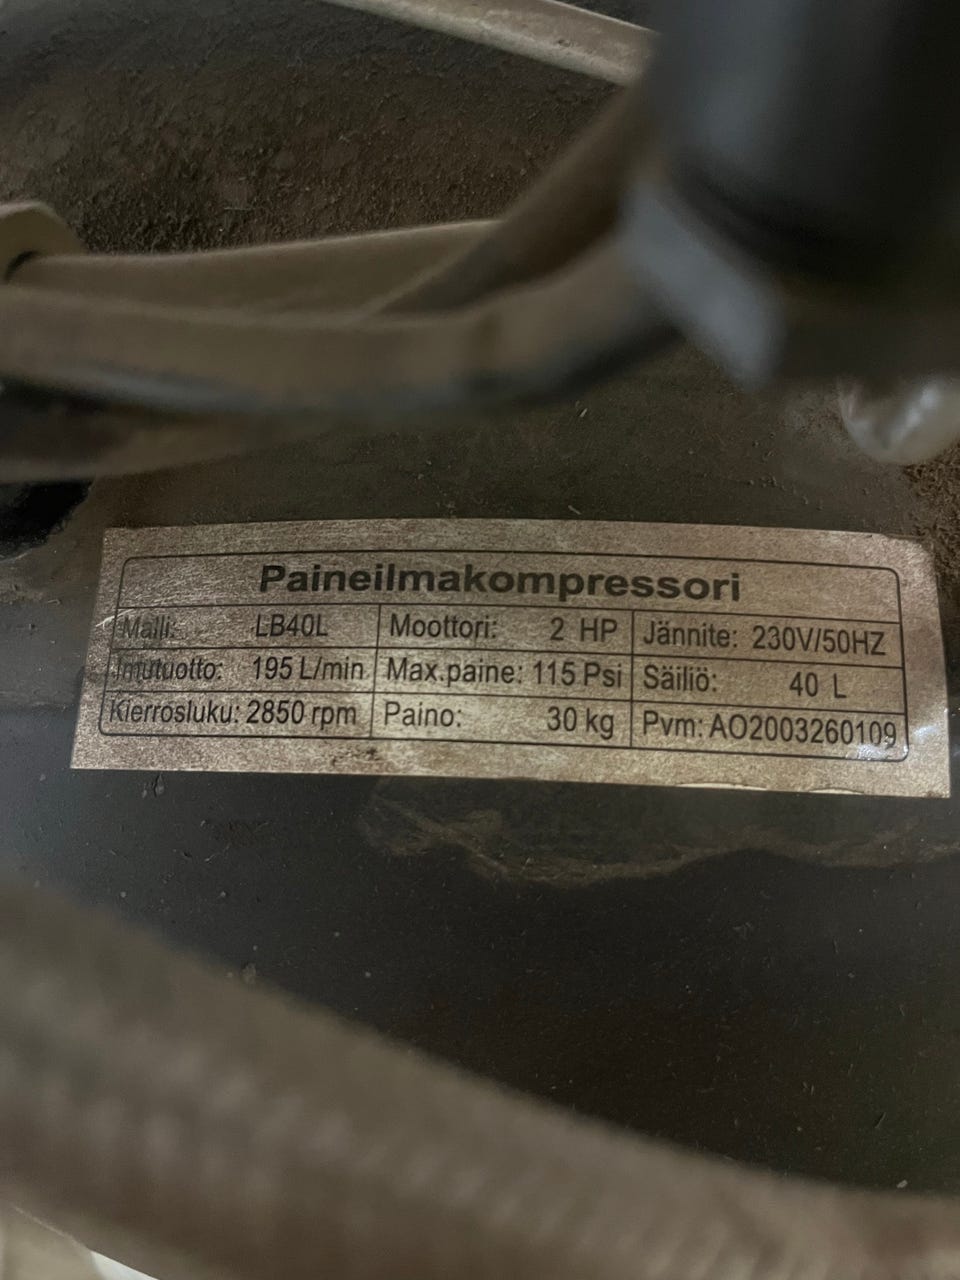 Paineilmakompressori
Malli: LB40L Moottori: 2 HP Jännite: 230V/50HZ
Imutuotto: 195 L/min Max.paine: 115 Psi Säiliö: 40 L
Kierrosluku: 2850 rpm Paino: 30 kg Pvm: AO2003260109